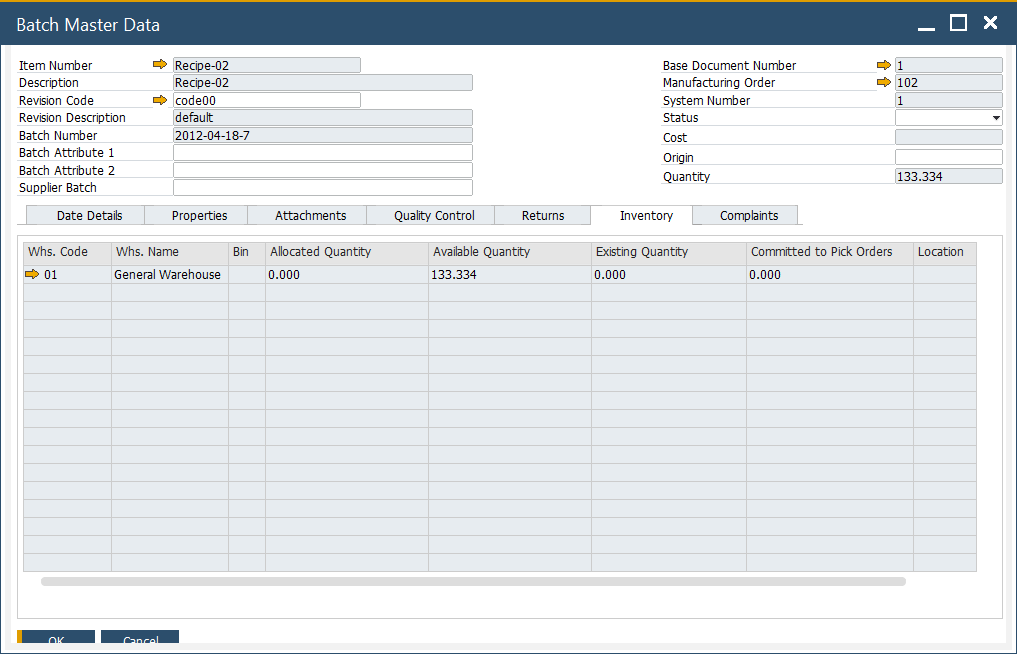 Batch Master Data
Item Number Recipe-02
Description Recipe-02
Revision Code code00
Revision Description default
Batch Number 2012-04-18-7
Batch Attribute 1
Batch Attribute 2
Supplier Batch
Base Document Number 1
Manufacturing Order 102
System Number 1
Status
Cost
Origin
Quantity 133.334
Date Details Properties Attachments Quality Control Returns Inventory Complaints
Whs. Code Whs. Name Bin Allocated Quantity Available Quantity Existing Quantity Committed to Pick Orders Location
01 General Warehouse 0.000 133.334 0.000 0.000
OK Cancel